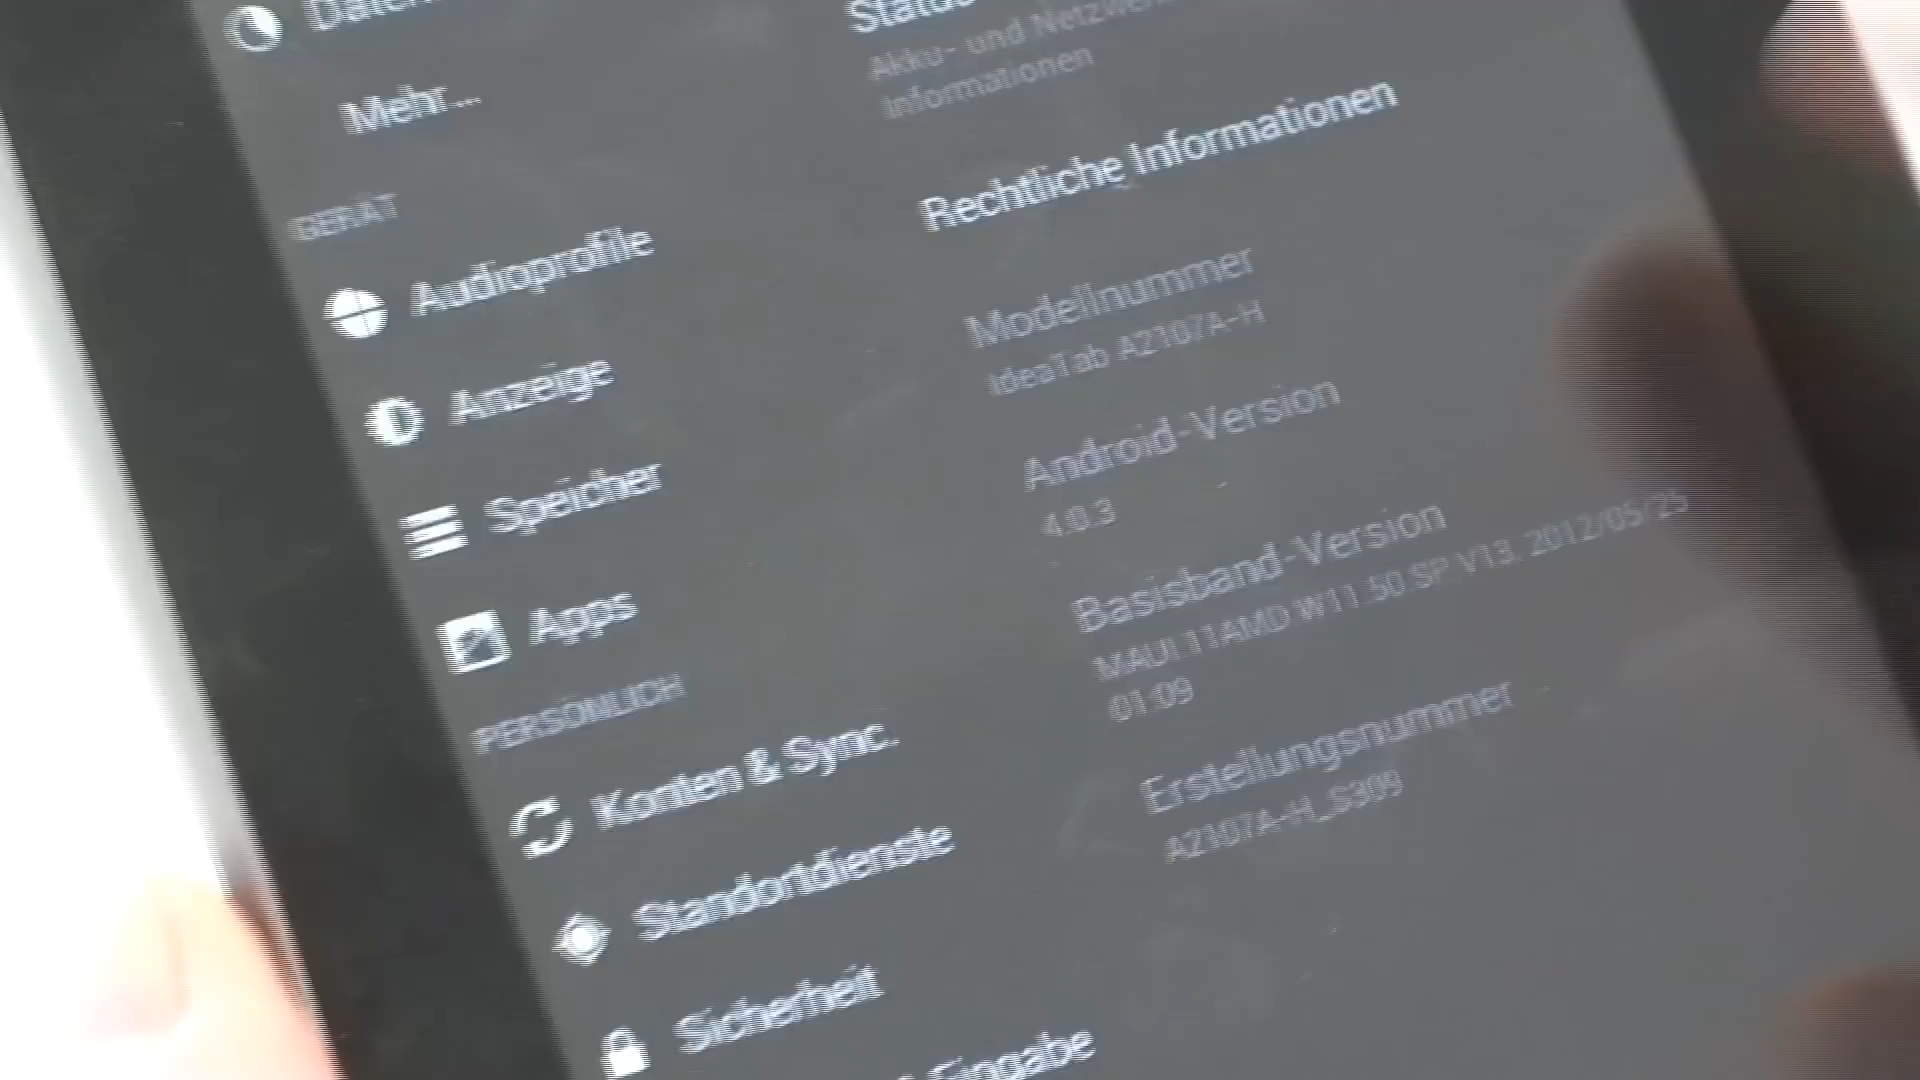 Mehr...
GERÄT
Audioprofile
Anzeige
Speicher
Apps
PERSÖNLICH
Konten & Sync.
Standortdienste
Sicherheit
Eingabe
Status
Akku- und
Informationen
Rechtliche Informationen
Modellnummer
IdeaTab A2107A-H
Android-Version
4.0.3
Basisband-Version
MAUI.11AMD.W11.50.SP.V13, 2012/05/25
01:09
Erstellungsnummer
A2107A-H_S309